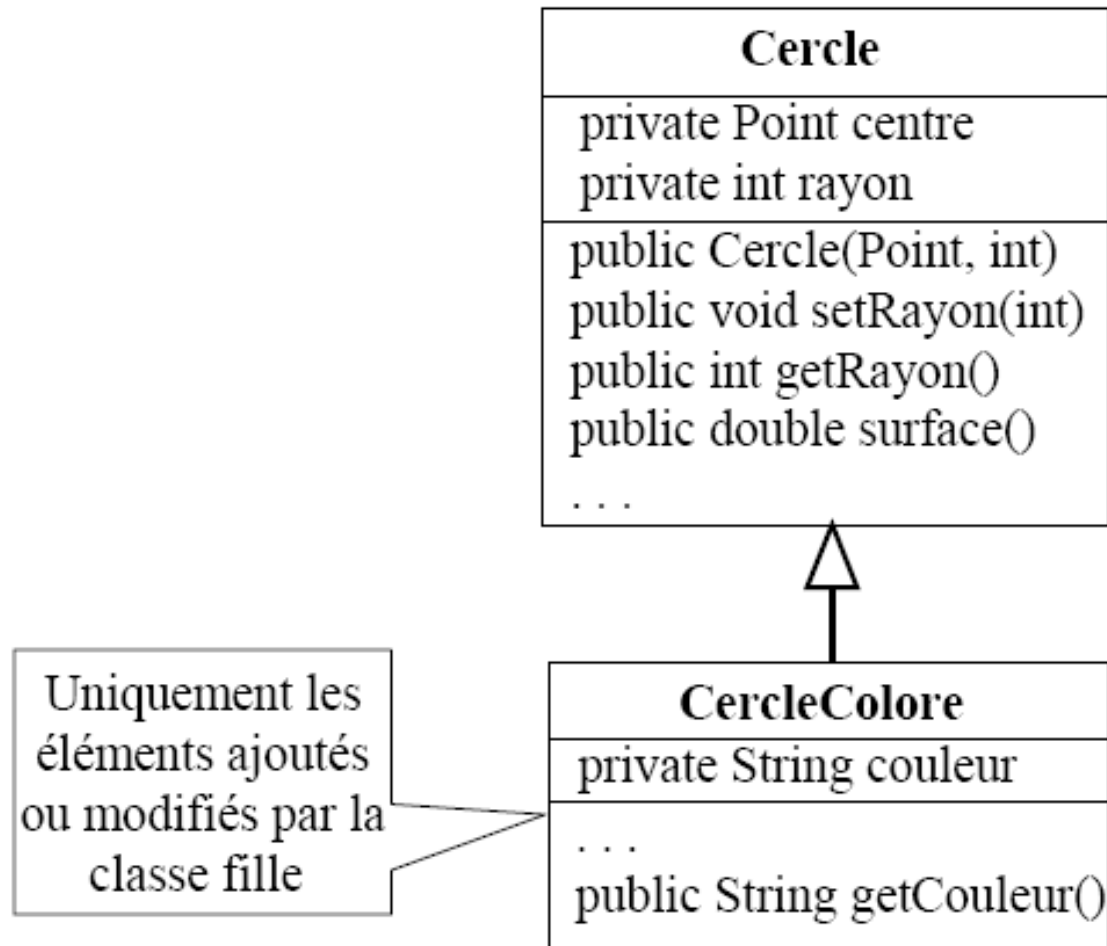 Cercle
private Point centre
private int rayon
public Cercle(Point, int)
public void setRayon(int)
public int getRayon()
public double surface()
. . .
Uniquement les
éléments ajoutés
ou modifiés par la
classe fille
CercleColore
private String couleur
. . .
public String getCouleur()